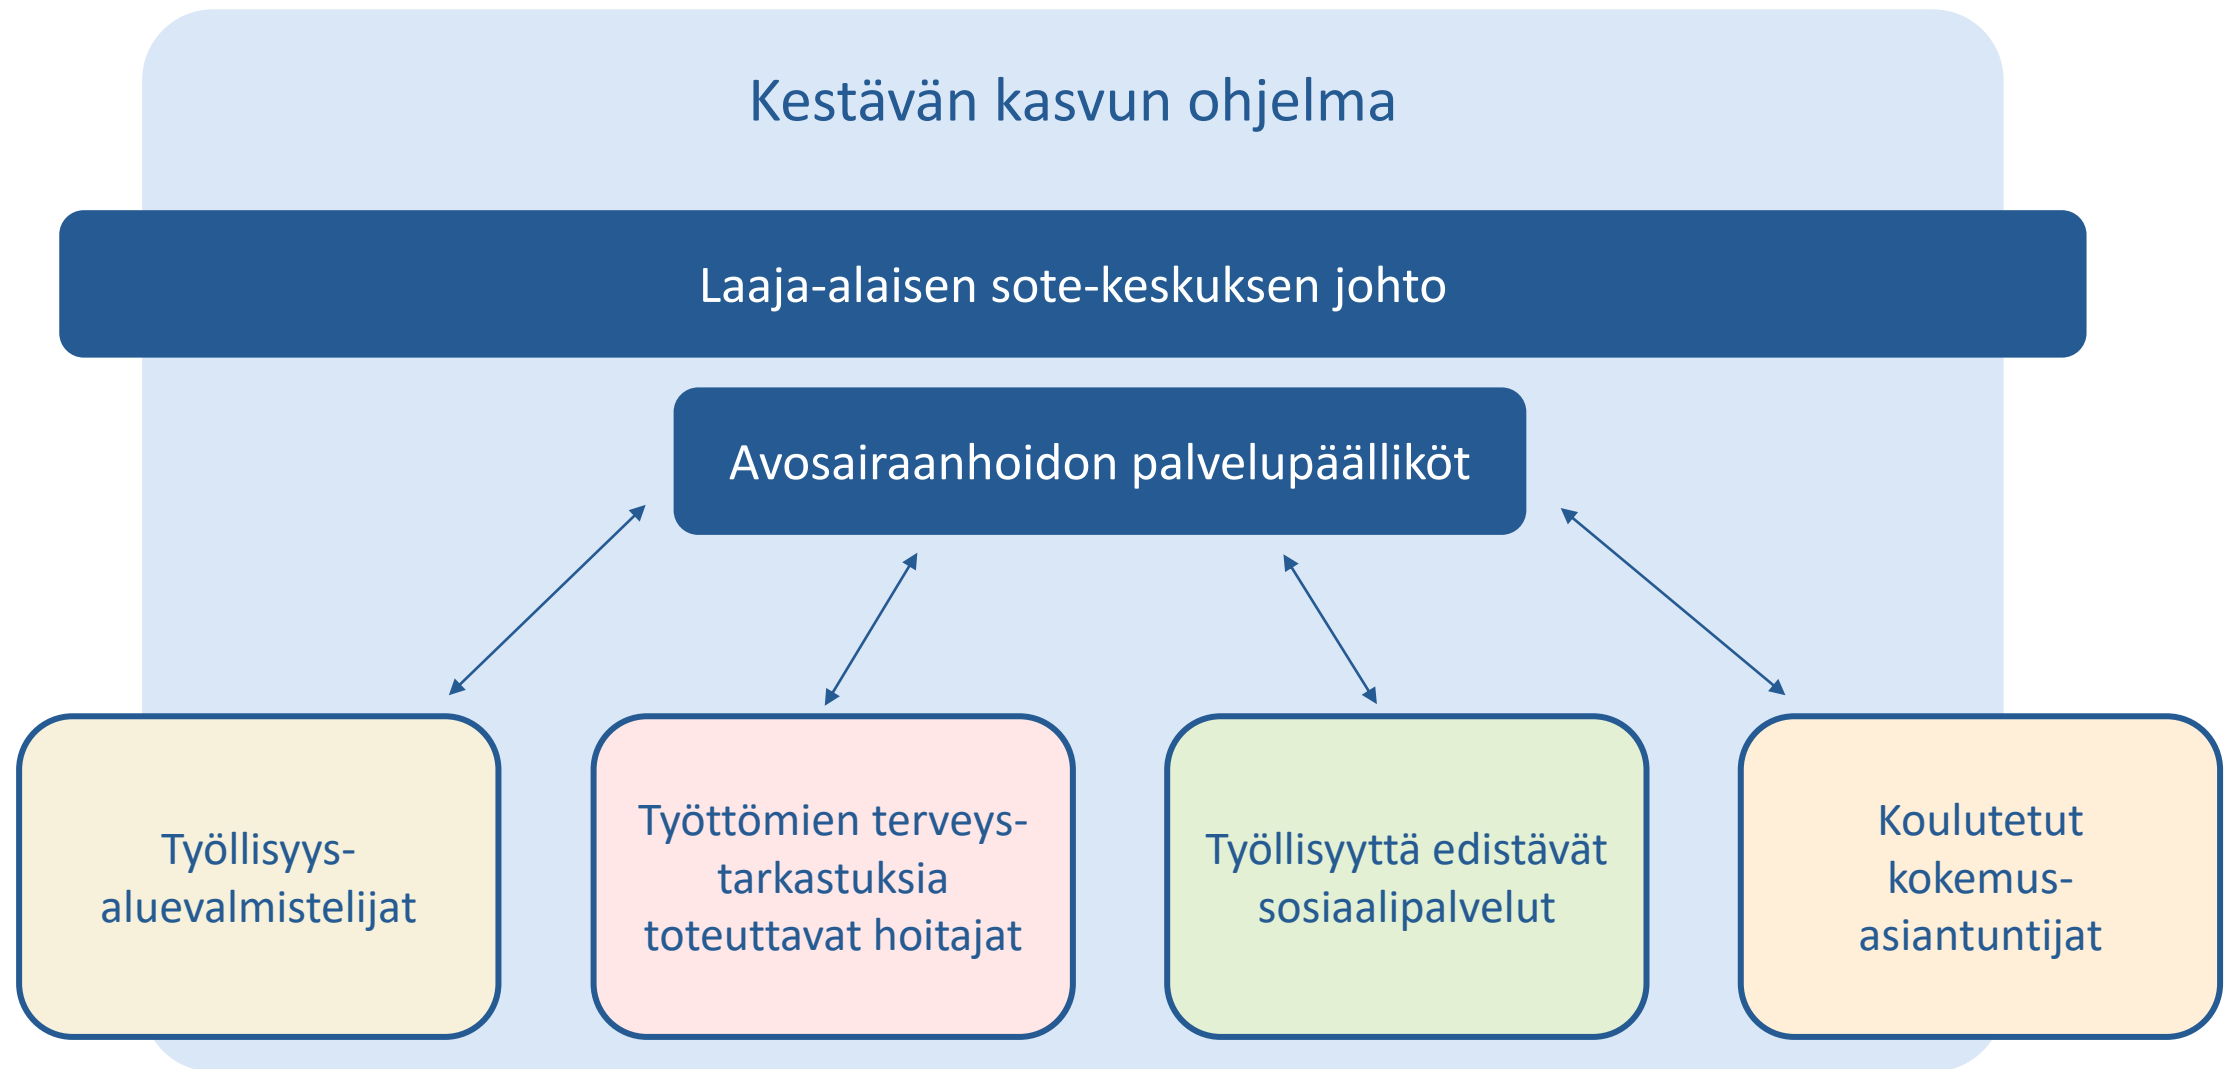 Kestävän kasvun ohjelma
Laaja-alaisen sote-keskuksen johto
Avosairaanhoidon palvelupäälliköt
Työllisyys-
aluevalmistelijat
Työttömien terveys-
tarkastuksia
toteuttavat hoitajat
Työllisyyttä edistävät
sosiaalipalvelut
Koulutetut
kokemus-
asiantuntijat